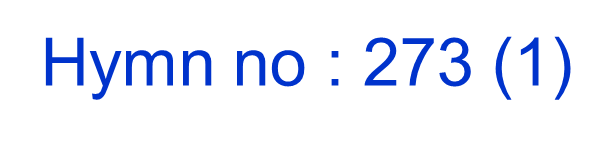 Hymn no : 273 (1)